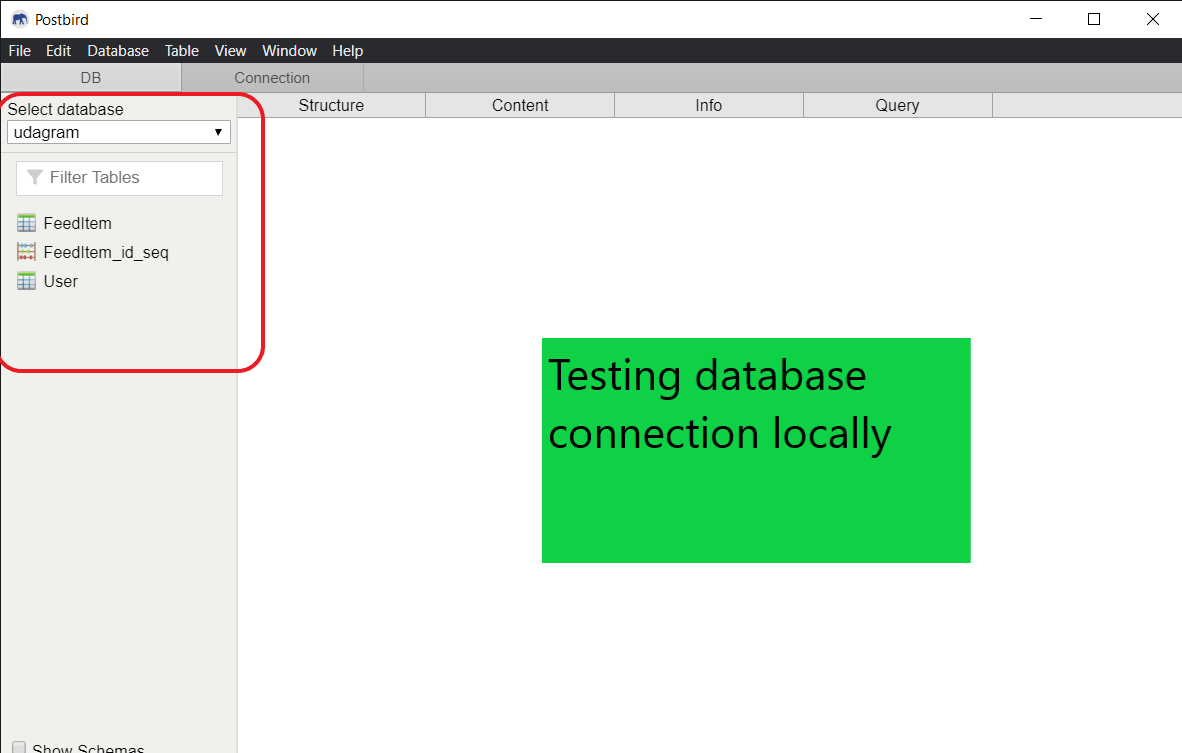 Postbird
File Edit Database Table View Window Help
DB Connection
Select database
udagram
Filter Tables
FeedItem
FeedItem_id_seq
User
Structure Content Info Query
Testing database
connection locally
Show Schemas